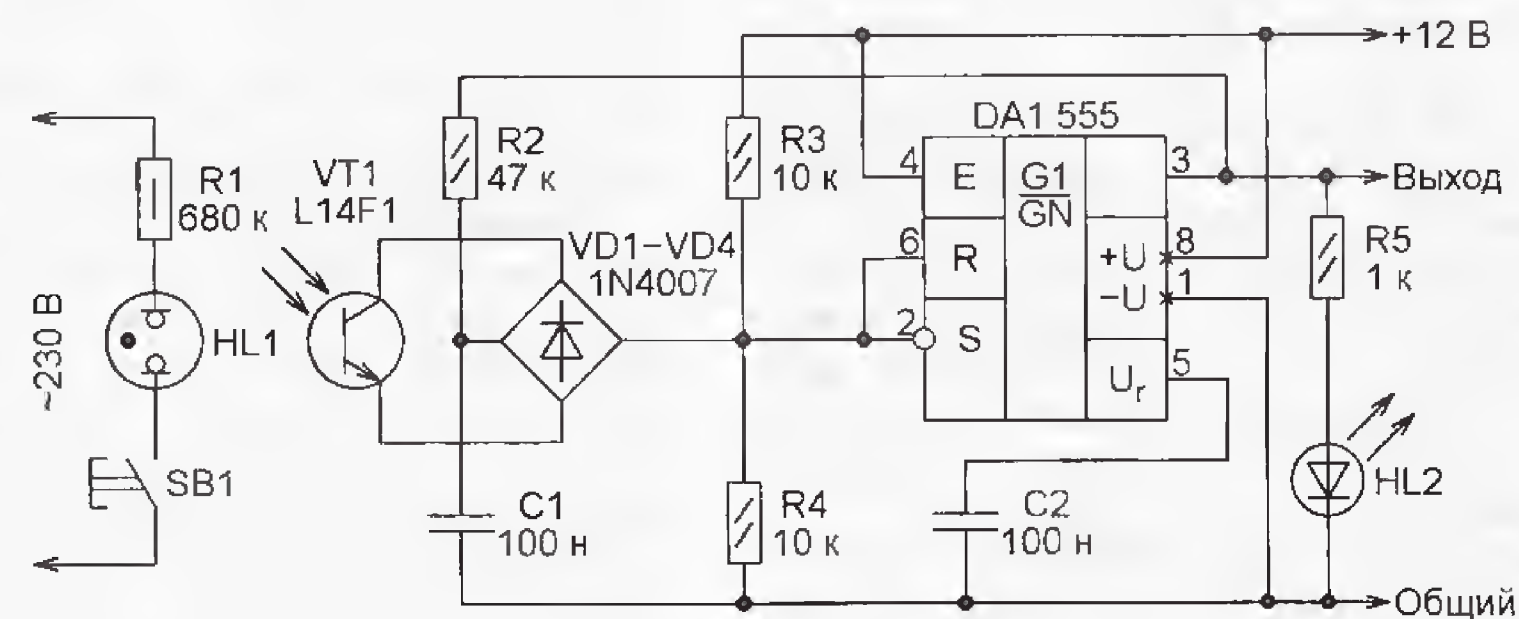 +12 В
DA1 555
R1
680 к
VT1
L14F1
R2
47 к
R3
10 к
4
E
G1
GN
3
Выход
VD1–VD4
1N4007
6
R
+U
8
–U
1
R5
1 к
~230 В
HL1
2
S
Uг
5
SB1
C1
100 н
R4
10 к
C2
100 н
HL2
Общий